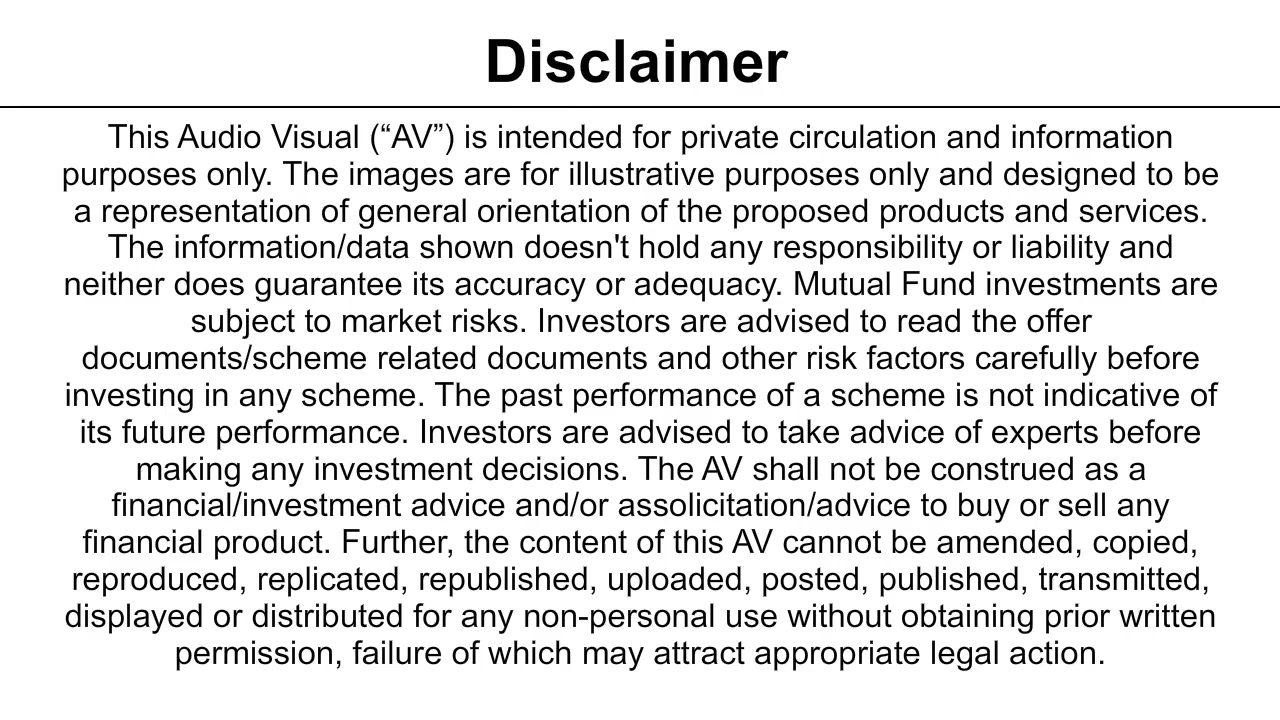 Disclaimer
This Audio Visual (“AV”) is intended for private circulation and information
purposes only. The images are for illustrative purposes only and designed to be
a representation of general orientation of the proposed products and services.
The information/data shown doesn't hold any responsibility or liability and
neither does guarantee its accuracy or adequacy. Mutual Fund investments are
subject to market risks. Investors are advised to read the offer
documents/scheme related documents and other risk factors carefully before
investing in any scheme. The past performance of a scheme is not indicative of
its future performance. Investors are advised to take advice of experts before
making any investment decisions. The AV shall not be construed as a
financial/investment advice and/or assolicitation/advice to buy or sell any
financial product. Further, the content of this AV cannot be amended, copied,
reproduced, replicated, republished, uploaded, posted, published, transmitted,
displayed or distributed for any non-personal use without obtaining prior written
permission, failure of which may attract appropriate legal action.